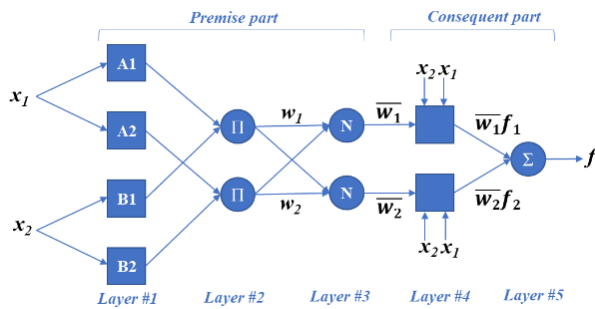 Premise part
Consequent part
A1
x₂ x₁
x₁
w₁
w̅₁
Π
N
w̅₁f₁
A2
Σ
f
B1
Π
N
w̅₂f₂
x₂
w₂
w̅₂
x₂ x₁
B2
Layer #1
Layer #2
Layer #3
Layer #4
Layer #5